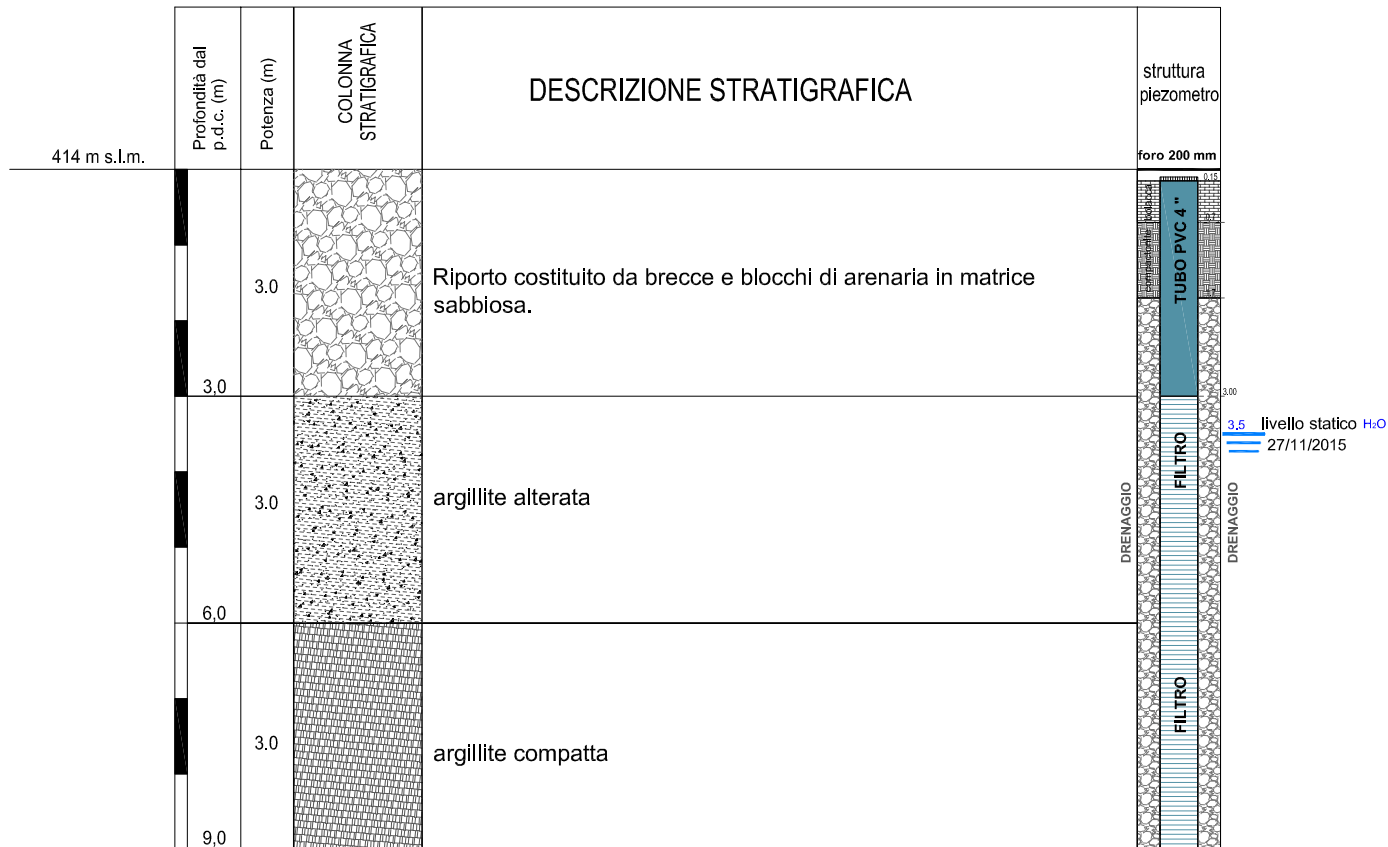 Profondità dal
p.d.c. (m)
Potenza (m)
COLONNA
STRATIGRAFICA
DESCRIZIONE STRATIGRAFICA
struttura
piezometro
414 m s.l.m.
foro 200 mm
0.15
TUBO PVC 4 "
3.0
Riporto costituito da brecce e blocchi di arenaria in matrice
sabbiosa.
3,0
3.00
3.5 livello statico H₂O
27/11/2015
FILTRO
3.0
argillite alterata
DRENAGGIO
DRENAGGIO
6,0
FILTRO
3.0
argillite compatta
9,0